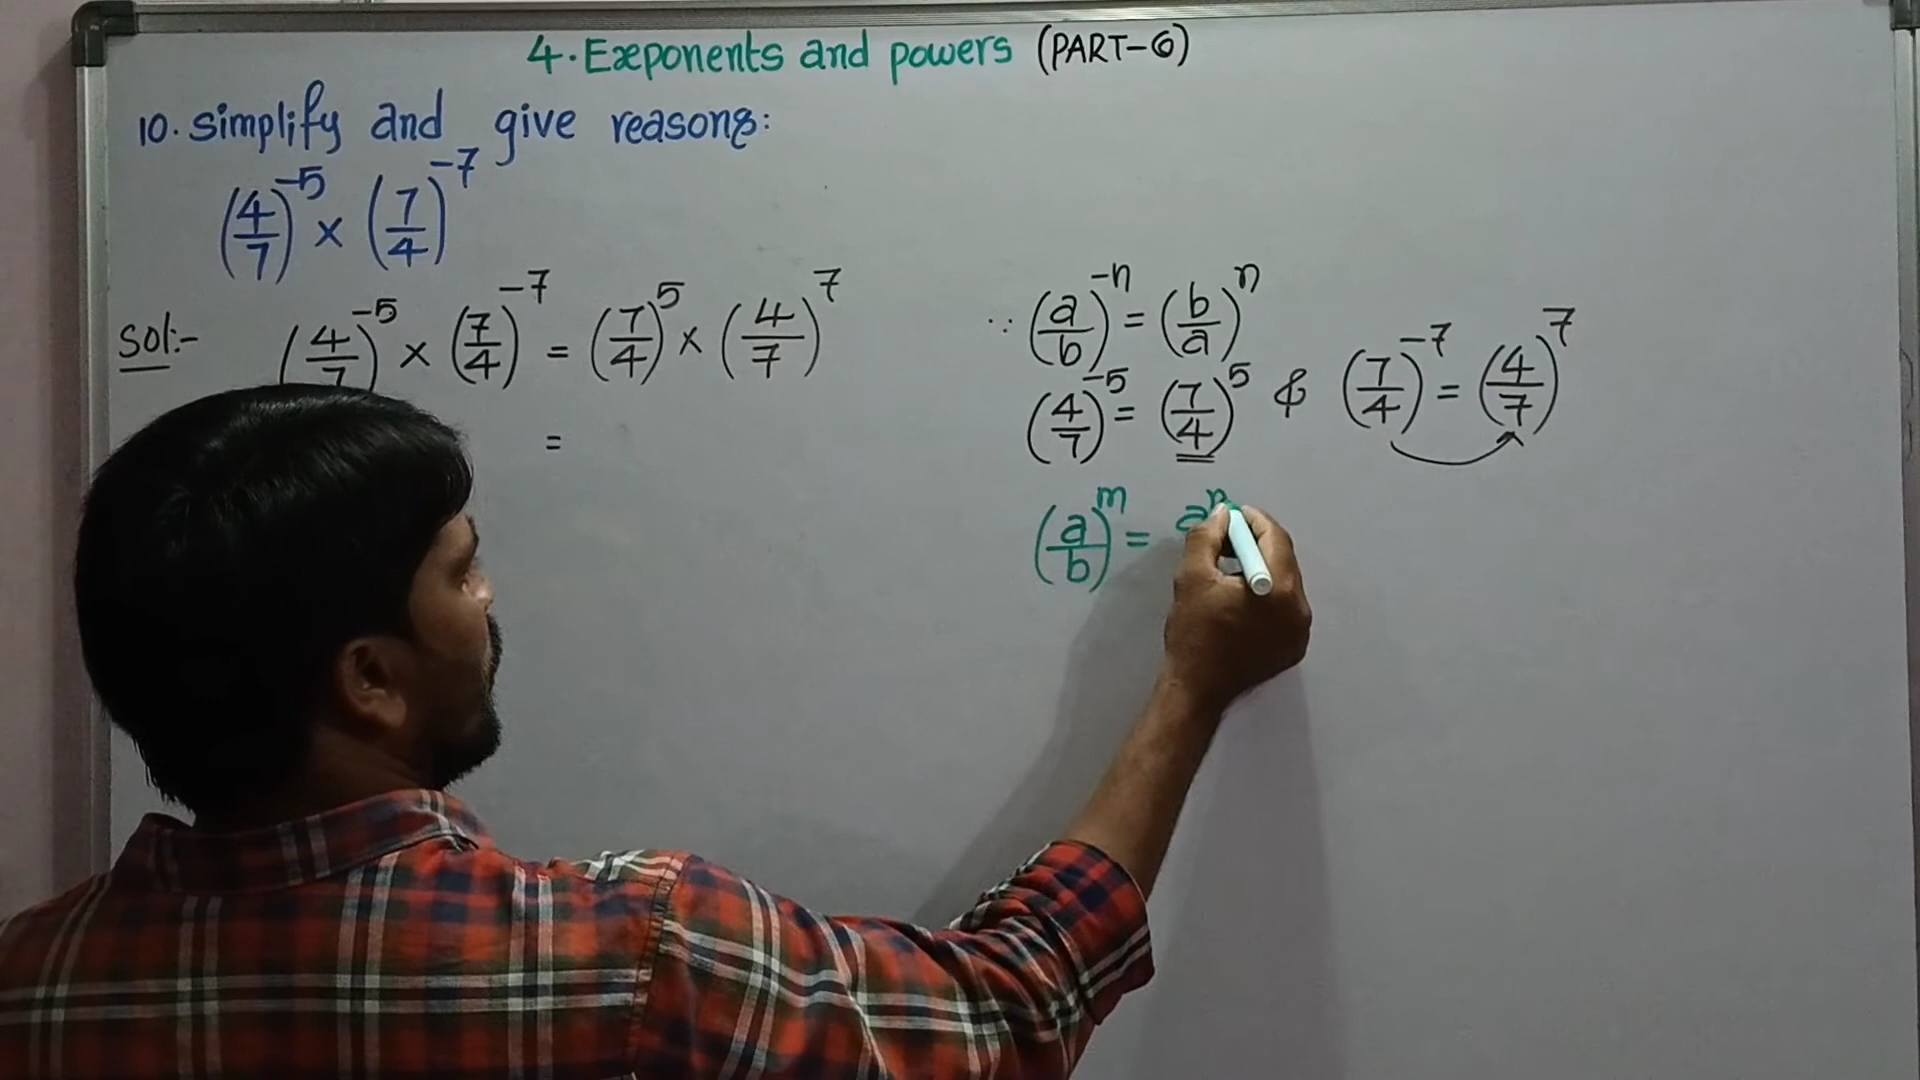 4. Exeponents and powers (PART-6)
10. Simplify and give reasons:
(4/7)^-5 × (7/4)^-7
Sol:- (4/7)^-5 × (7/4)^-7 = (7/4)^5 × (4/7)^7
=
∵ (a/b)^-n = (b/a)^n
(4/7)^-5 = (7/4)^5 & (7/4)^-7 = (4/7)^7
(a/b)^m = a